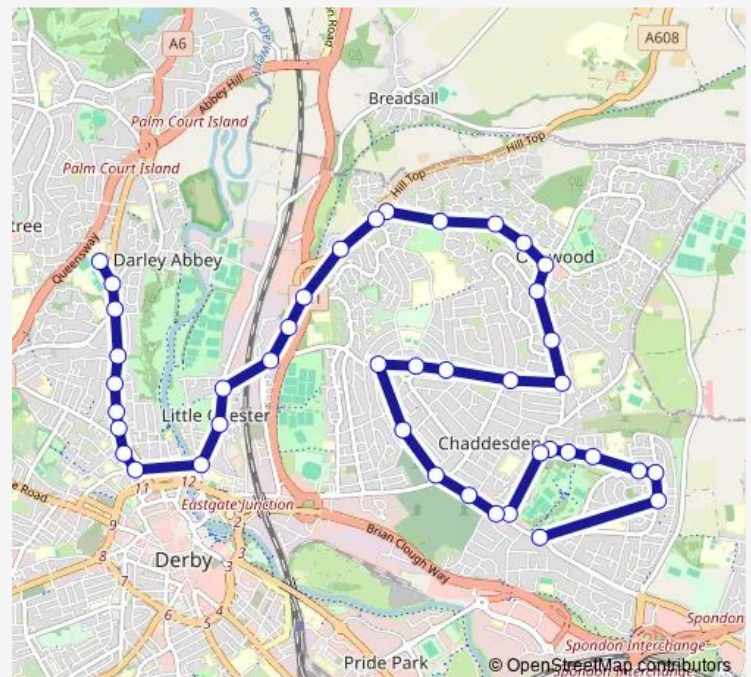 A6
A608
Abbey Hill
Breadsall
Palm Court Island
Hill Top
Palm Court Island
Hill Top
tree
Queensway
Darley Abbey
Little
Chaddesden
11
12
Eastgate Junction
9
2
3
Brian Clough Way
8
Derby
3
7
6
5
4
Spondon
Spondon Interchange
Pride Park
© OpenStreetMap contributors